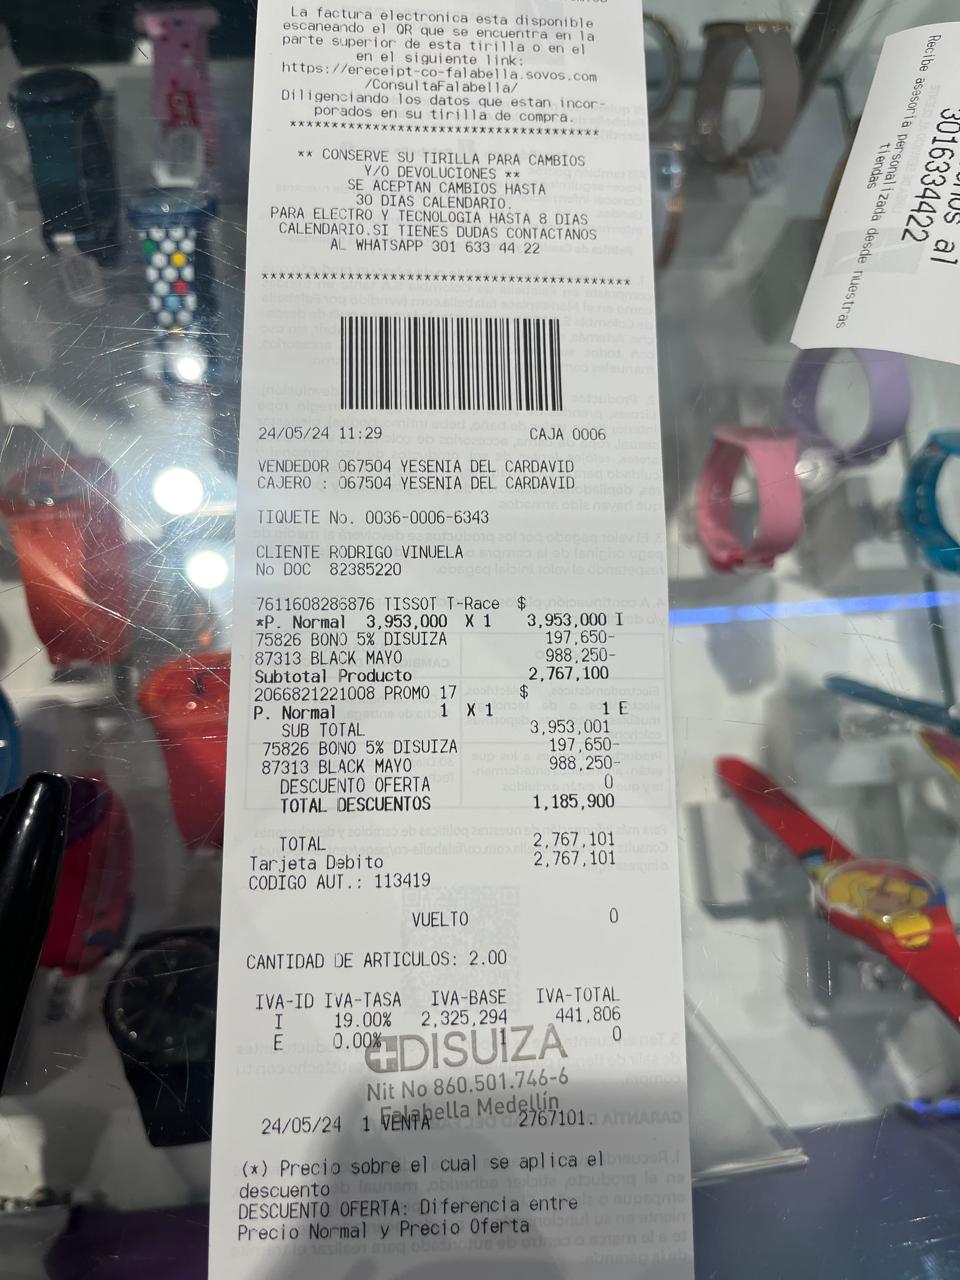 La factura electronica esta disponible
escaneando el QR que se encuentra en la
parte superior de esta tirilla o en el
en el siguiente link:
https://ereceipt-co-falabella.sovos.com
/ConsultaFalabella/
Diligenciando los datos que estan incor-
porados en su tirilla de compra.
** CONSERVE SU TIRILLA PARA CAMBIOS
Y/O DEVOLUCIONES **
SE ACEPTAN CAMBIOS HASTA
30 DIAS CALENDARIO.
PARA ELECTRO Y TECNOLOGIA HASTA 8 DIAS
CALENDARIO.SI TIENES DUDAS CONTACTANOS
AL WHATSAPP 301 633 44 22
24/05/24 11:29 CAJA 0006
VENDEDOR 067504 YESENIA DEL CARDAVID
CAJERO : 067504 YESENIA DEL CARDAVID
TIQUETE No. 0036-0006-6343
CLIENTE RODRIGO VINUELA
No DOC 82385220
7611608286876 TISSOT T-Race $
*P. Normal 3,953,000 X 1 3,953,000 I
75826 BONO 5% DISUIZA 197,650-
87313 BLACK MAYO 988,250-
Subtotal Producto 2,767,100
2066821221008 PROMO 17 $
P. Normal 1 X 1 1 E
SUB TOTAL 3,953,001
75826 BONO 5% DISUIZA 197,650-
87313 BLACK MAYO 988,250-
DESCUENTO OFERTA 0
TOTAL DESCUENTOS 1,185,900
TOTAL 2,767,101
Tarjeta Debito 2,767,101
CODIGO AUT.: 113419
VUELTO 0
CANTIDAD DE ARTICULOS: 2.00
IVA-ID IVA-TASA IVA-BASE IVA-TOTAL
I 19.00% 2,325,294 441,806
E 0.00% 1 0
DISUIZA
Nit No 860.501.746-6
Falabella Medellín
24/05/24 1 VENTA 2767101.
(*) Precio sobre el cual se aplica el
descuento
DESCUENTO OFERTA: Diferencia entre
Precio Normal y Precio Oferta
al
3016334422
Recibe asesoria personalizada desde nuestras
tiendas